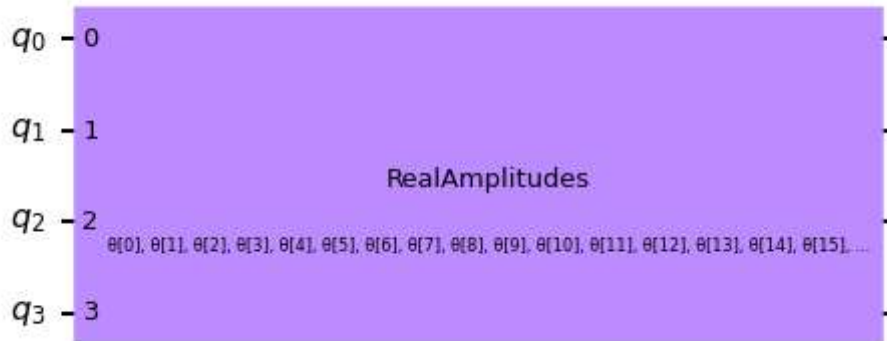 q₀ 0
q₁ 1
RealAmplitudes
q₂ 2
θ[0], θ[1], θ[2], θ[3], θ[4], θ[5], θ[6], θ[7], θ[8], θ[9], θ[10], θ[11], θ[12], θ[13], θ[14], θ[15], ...
q₃ 3